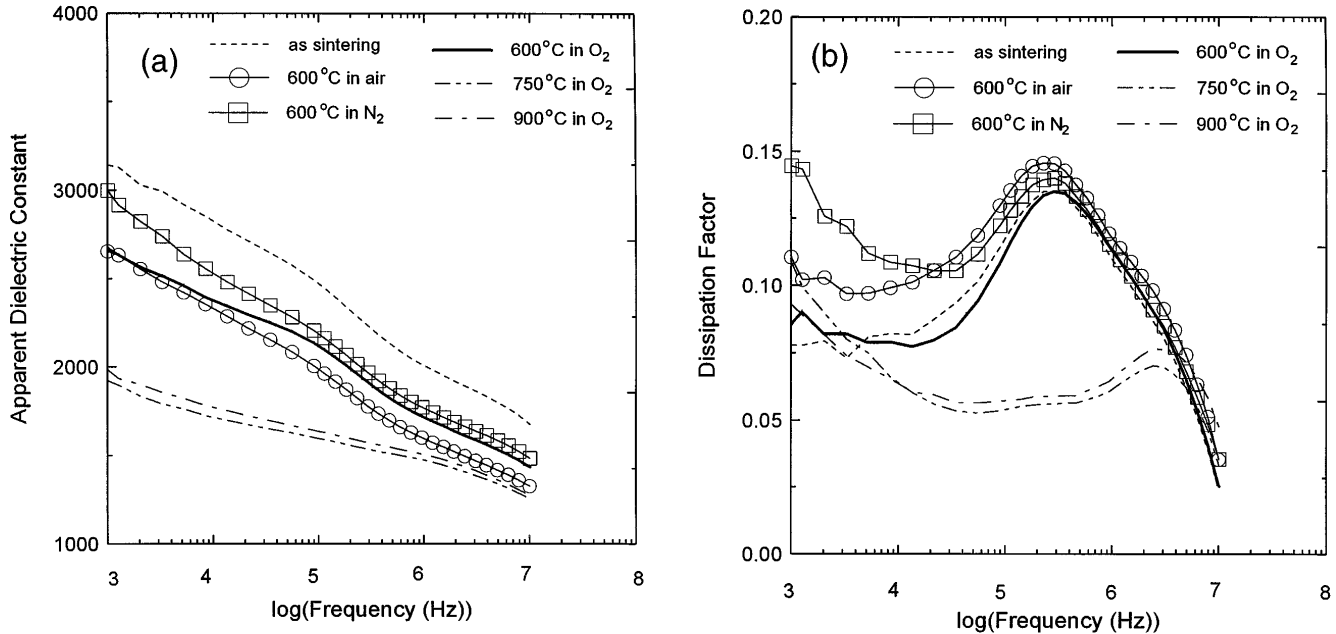 4000
3000
2000
1000
Apparent Dielectric Constant
(a)
as sintering
600°C in air
600°C in N₂
600°C in O₂
750°C in O₂
900°C in O₂
3 4 5 6 7 8
log(Frequency (Hz))
0.20
0.15
0.10
0.05
0.00
Dissipation Factor
(b)
as sintering
600°C in air
600°C in N₂
600°C in O₂
750°C in O₂
900°C in O₂
3 4 5 6 7 8
log(Frequency (Hz))